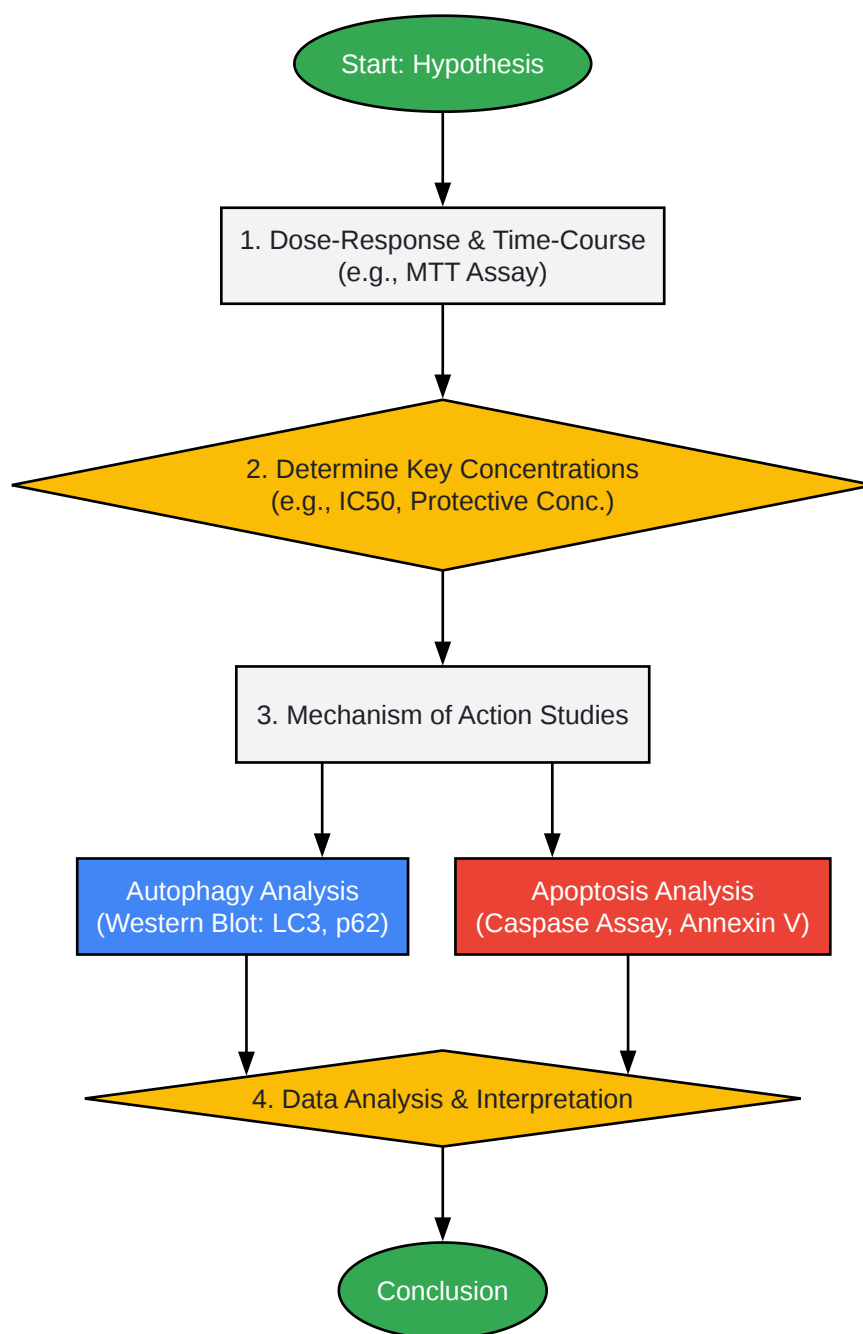 Start: Hypothesis
1. Dose-Response & Time-Course
(e.g., MTT Assay)
2. Determine Key Concentrations
(e.g., IC50, Protective Conc.)
3. Mechanism of Action Studies
Autophagy Analysis
(Western Blot: LC3, p62)
Apoptosis Analysis
(Caspase Assay, Annexin V)
4. Data Analysis & Interpretation
Conclusion